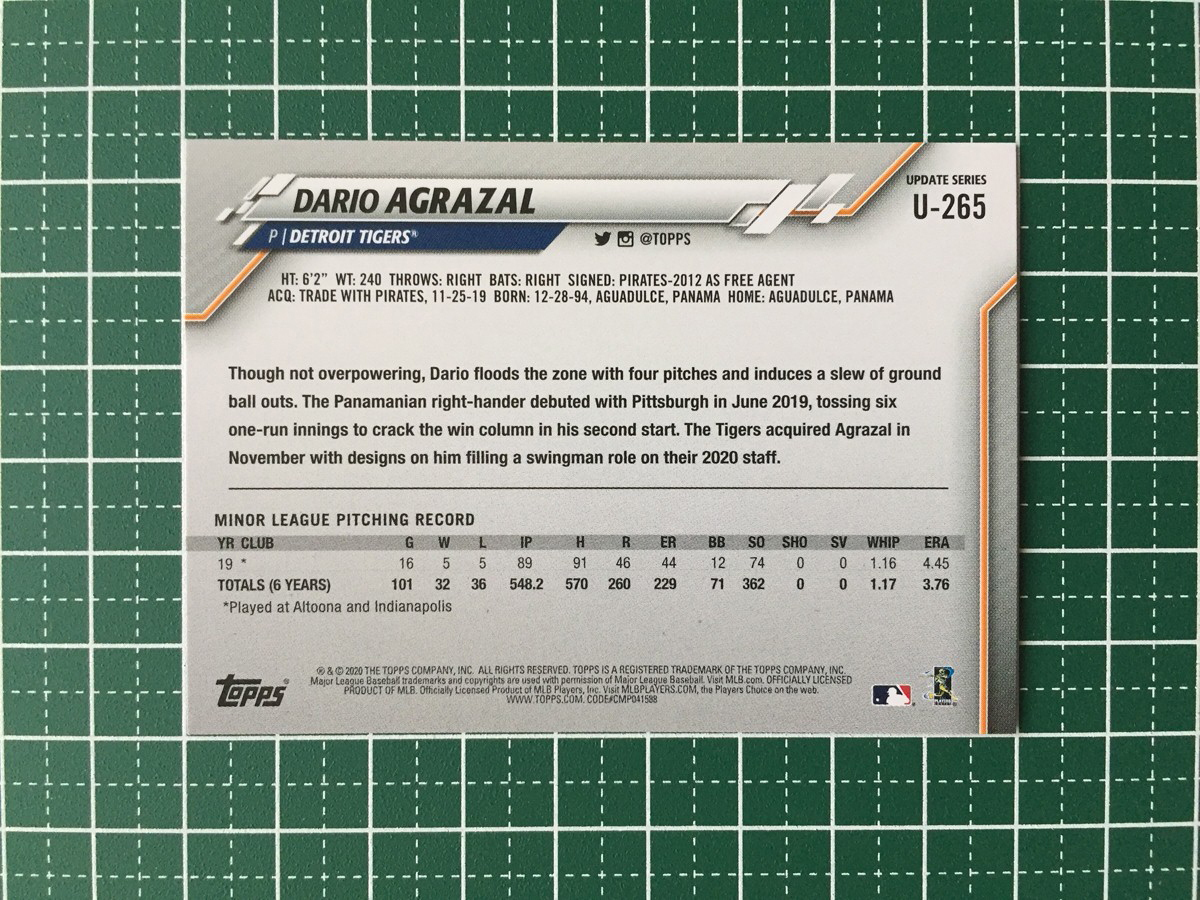 DARIO AGRAZAL
UPDATE SERIES
U-265
P | DETROIT TIGERS®
@TOPPS
HT: 6'2" WT: 240 THROWS: RIGHT BATS: RIGHT SIGNED: PIRATES-2012 AS FREE AGENT
ACQ: TRADE WITH PIRATES, 11-25-19 BORN: 12-28-94, AGUADULCE, PANAMA HOME: AGUADULCE, PANAMA
Though not overpowering, Dario floods the zone with four pitches and induces a slew of ground
ball outs. The Panamanian right-hander debuted with Pittsburgh in June 2019, tossing six
one-run innings to crack the win column in his second start. The Tigers acquired Agrazal in
November with designs on him filling a swingman role on their 2020 staff.
MINOR LEAGUE PITCHING RECORD
YR CLUB G W L IP H R ER BB SO SHO SV WHIP ERA
19 * 16 5 5 89 91 46 44 12 74 0 0 1.16 4.45
TOTALS (6 YEARS) 101 32 36 548.2 570 260 229 71 362 0 0 1.17 3.76
*Played at Altoona and Indianapolis
® & © 2020 THE TOPPS COMPANY, INC. ALL RIGHTS RESERVED. TOPPS IS A REGISTERED TRADEMARK OF THE TOPPS COMPANY, INC.
Major League Baseball trademarks and copyrights are used with permission of Major League Baseball. Visit MLB.com. OFFICIALLY LICENSED
PRODUCT OF MLB. Officially Licensed Product of MLB Players, Inc. Visit MLBPLAYERS.COM, the Players Choice on the web.
WWW.TOPPS.COM. CODE#CMP041588
TOPPS®